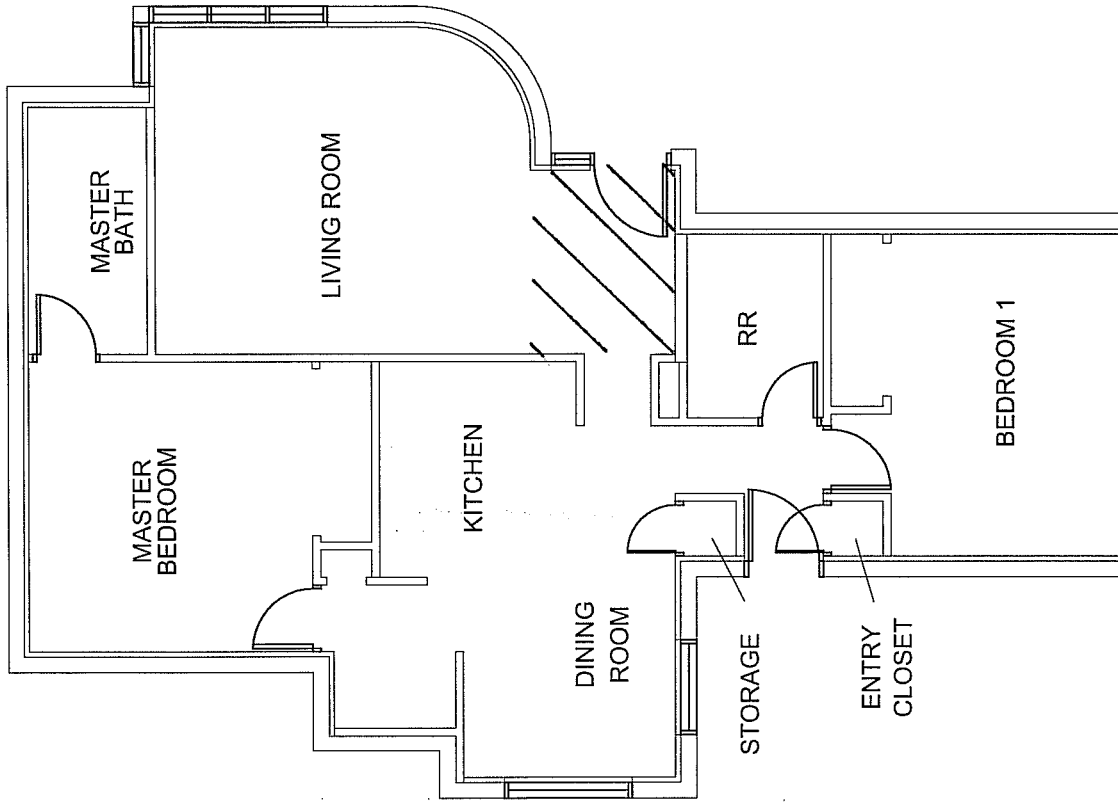 MASTER
BATH
LIVING ROOM
MASTER
BEDROOM
KITCHEN
RR
BEDROOM 1
DINING
ROOM
STORAGE
ENTRY
CLOSET